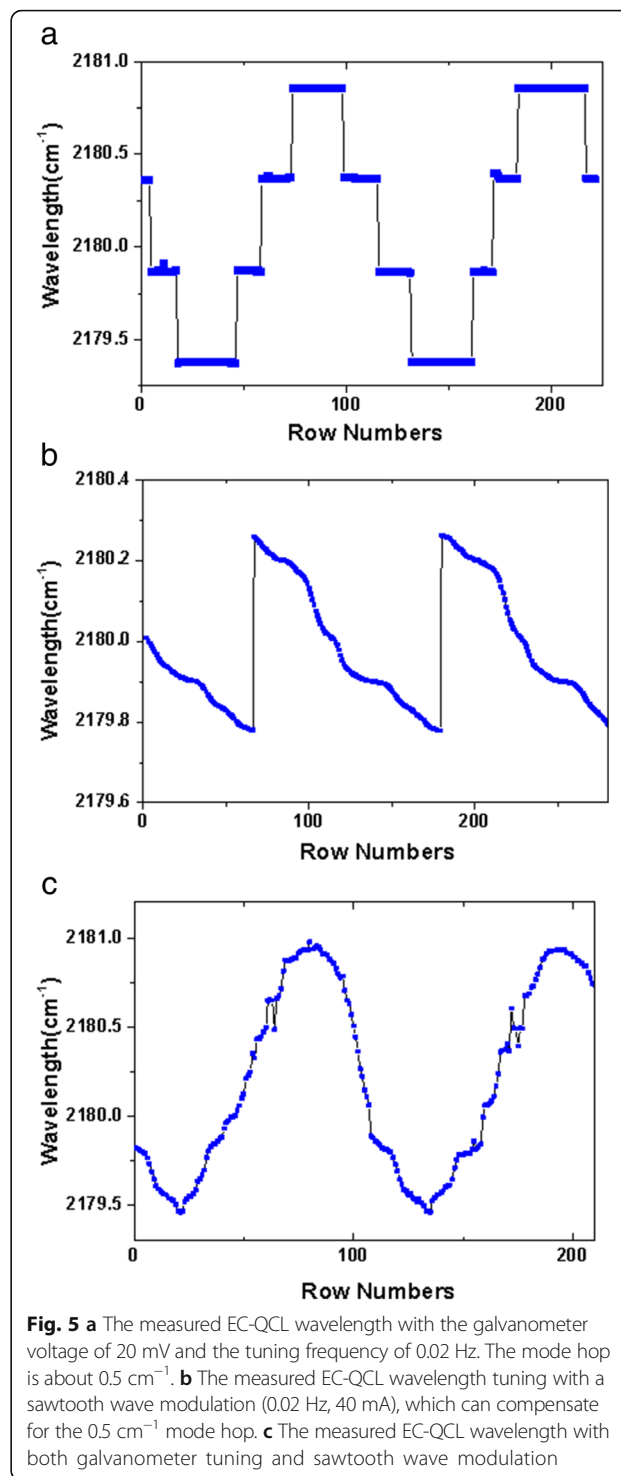 a
2181.0
2180.5
2180.0
2179.5
Wavelength(cm⁻¹)
0 100 200
Row Numbers
b
2180.4
2180.2
2180.0
2179.8
2179.6
Wavelength(cm⁻¹)
0 100 200
Row Numbers
c
2181.0
2180.5
2180.0
2179.5
Wavelength(cm⁻¹)
0 100 200
Row Numbers
Fig. 5 a The measured EC-QCL wavelength with the galvanometer
voltage of 20 mV and the tuning frequency of 0.02 Hz. The mode hop
is about 0.5 cm⁻¹. b The measured EC-QCL wavelength tuning with a
sawtooth wave modulation (0.02 Hz, 40 mA), which can compensate
for the 0.5 cm⁻¹ mode hop. c The measured EC-QCL wavelength with
both galvanometer tuning and sawtooth wave modulation